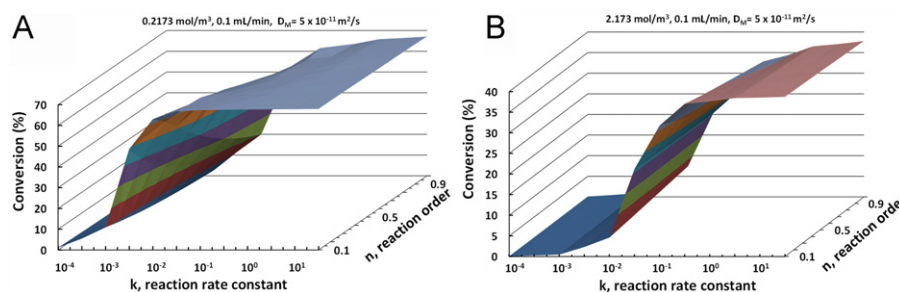 A
0.2173 mol/m³, 0.1 mL/min, D_M= 5 x 10⁻¹¹ m²/s
70
60
50
40
30
20
10
0
Conversion (%)
10⁻⁴ 10⁻³ 10⁻² 10⁻¹ 10⁰ 10¹
k, reaction rate constant
0.1 0.5 0.9
n, reaction order
B
2.173 mol/m³, 0.1 mL/min, D_M= 5 x 10⁻¹¹ m²/s
40
35
30
25
20
15
10
5
0
Conversion (%)
10⁻⁴ 10⁻³ 10⁻² 10⁻¹ 10⁰ 10¹
k, reaction rate constant
0.1 0.5 0.9
n, reaction order